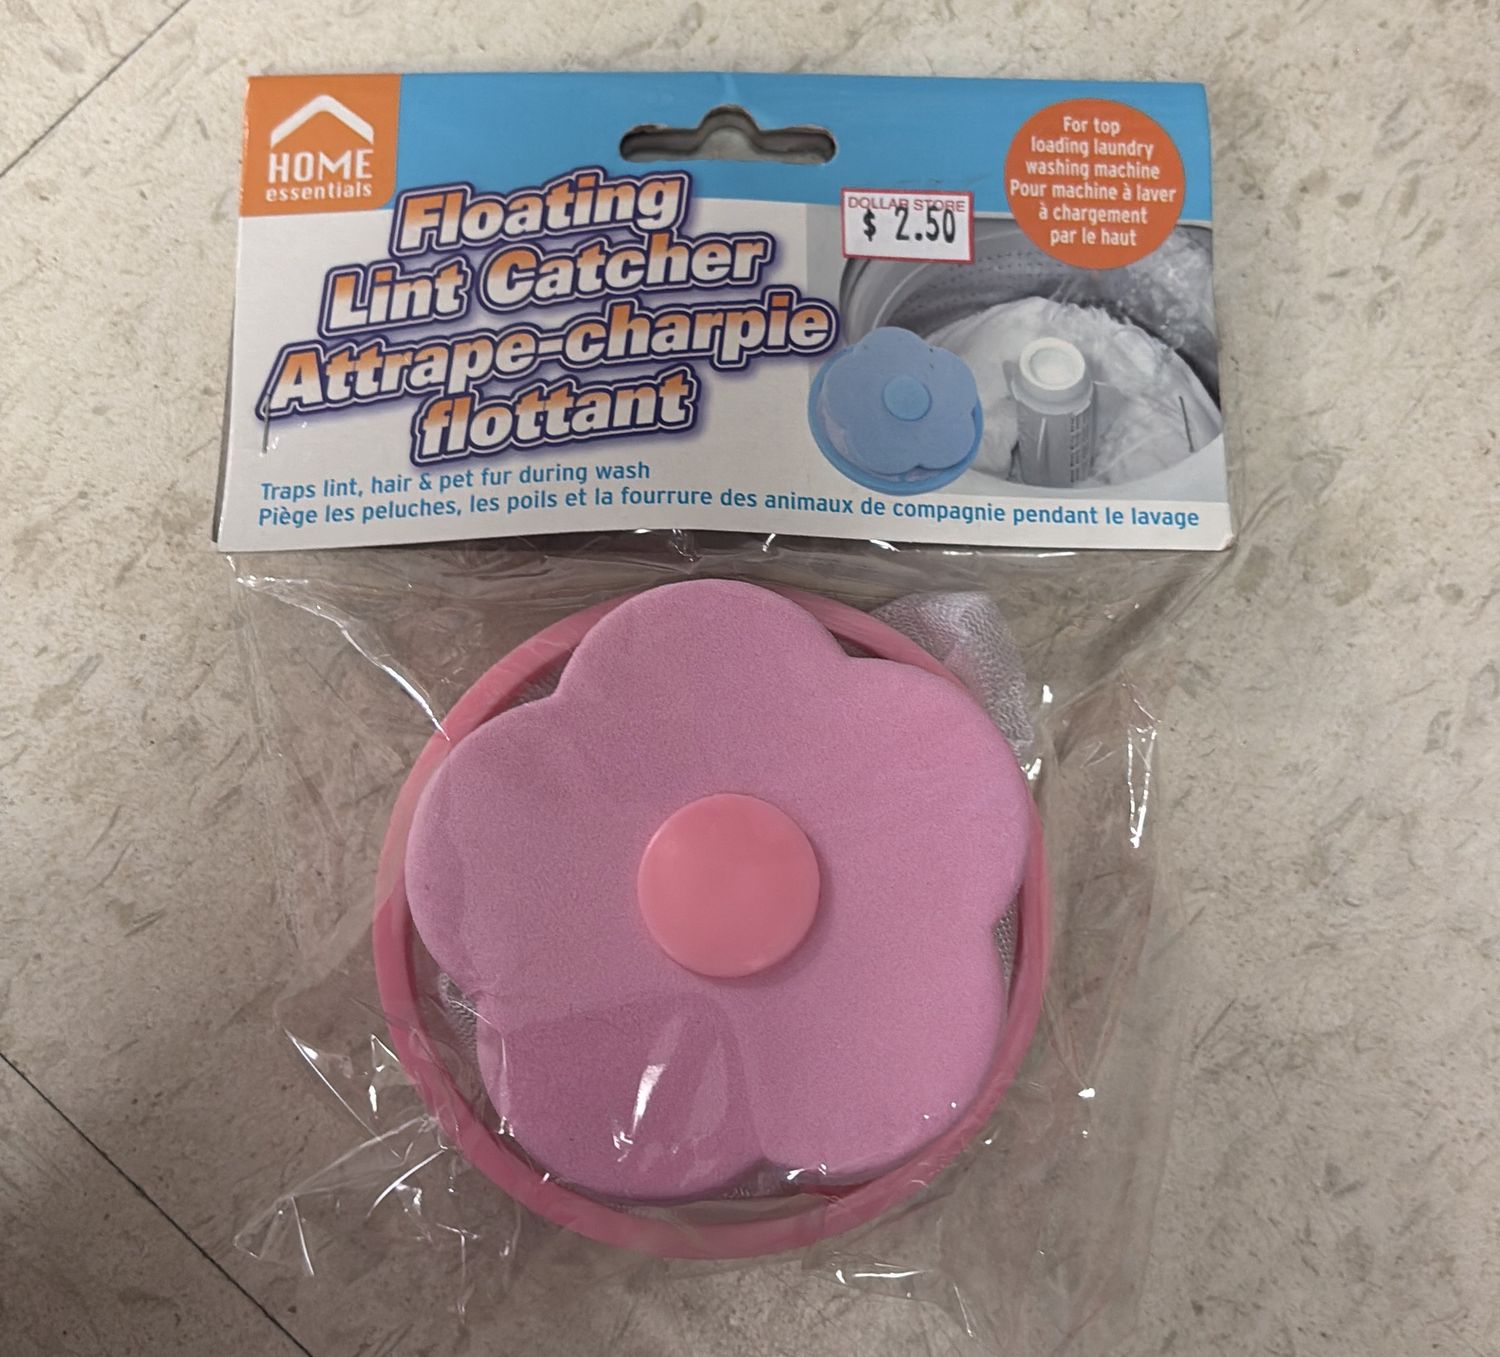 HOME
essentials
Floating
Lint Catcher
Attrape-charpie
flottant
DOLLAR STORE
$ 2.50
For top
loading laundry
washing machine
Pour machine à laver
à chargement
par le haut
Traps lint, hair & pet fur during wash
Piège les peluches, les poils et la fourrure des animaux de compagnie pendant le lavage